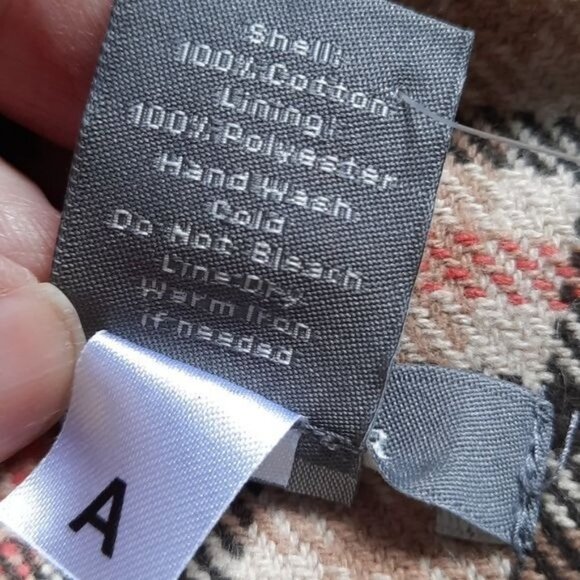 Shell:
100% Cotton
Lining:
100% Polyester
Hand Wash
Cold
Do Not Bleach
Line Dry
Warm Iron
if needed
A